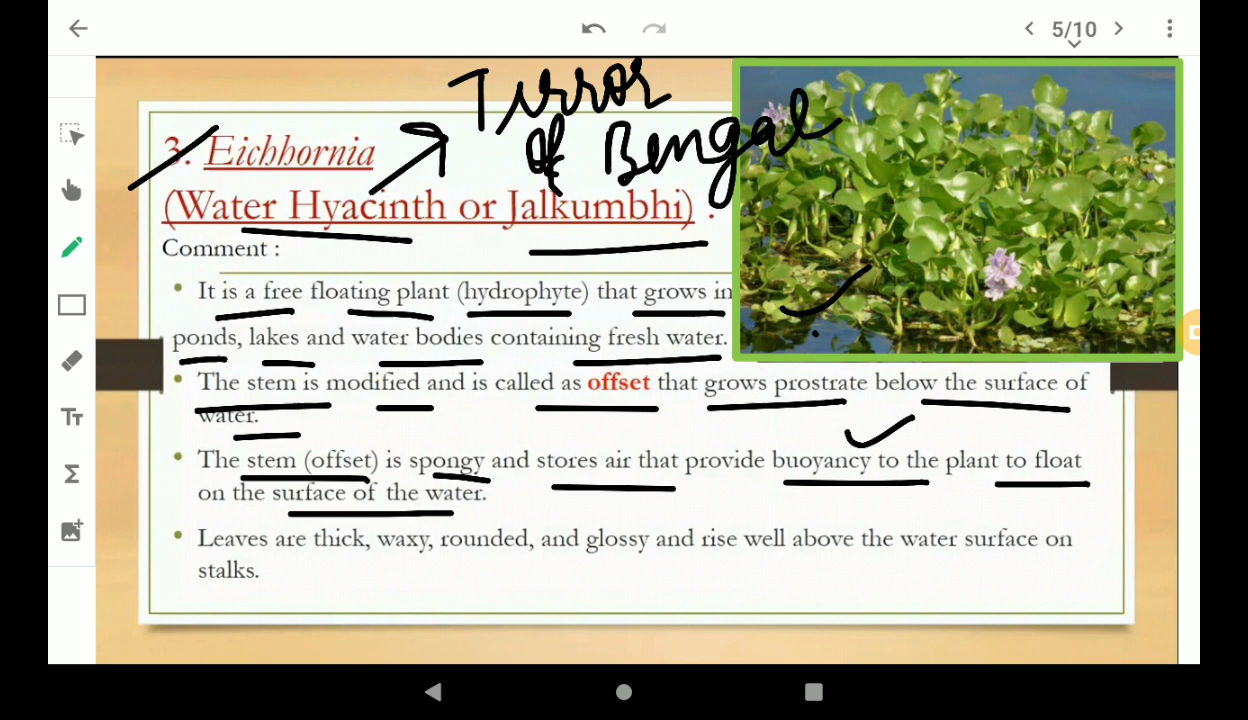 5/10
Terror
of Bengal
3. Eichhornia
(Water Hyacinth or Jalkumbhi) .
Comment :
• It is a free floating plant (hydrophyte) that grows in
ponds, lakes and water bodies containing fresh water.
• The stem is modified and is called as offset that grows prostrate below the surface of
water.
• The stem (offset) is spongy and stores air that provide buoyancy to the plant to float
on the surface of the water.
• Leaves are thick, waxy, rounded, and glossy and rise well above the water surface on
stalks.
Tт
Σ